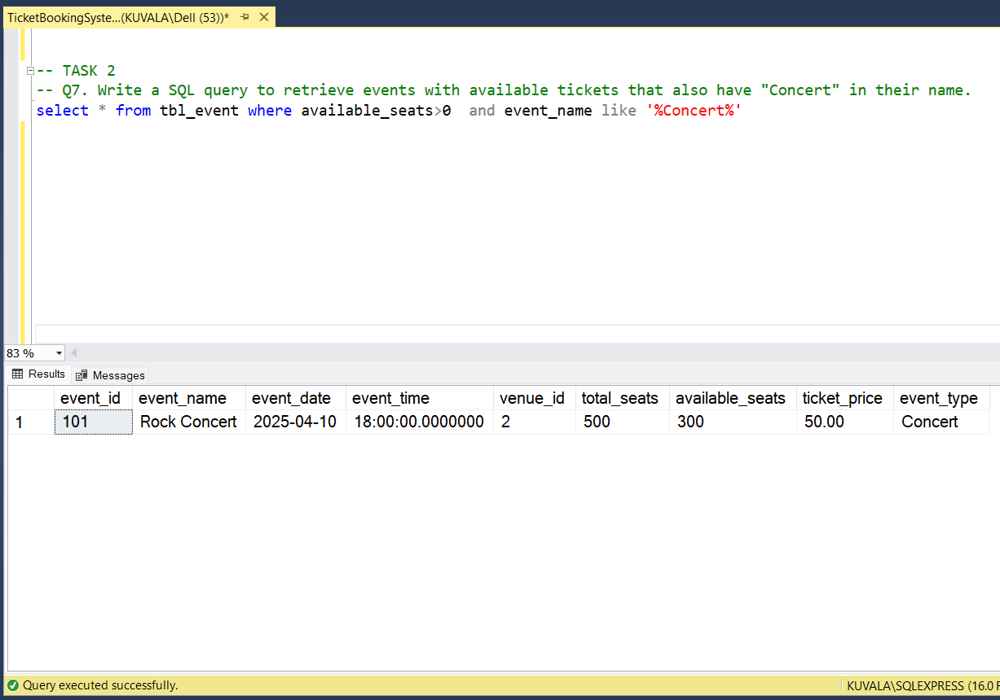 TicketBookingSyste...(KUVALA\Dell (53))*
-- TASK 2
-- Q7. Write a SQL query to retrieve events with available tickets that also have "Concert" in their name.
select * from tbl_event where available_seats>0  and event_name like '%Concert%'
83 %
Results Messages
event_id event_name event_date event_time venue_id total_seats available_seats ticket_price event_type
1 101 Rock Concert 2025-04-10 18:00:00.0000000 2 500 300 50.00 Concert
Query executed successfully. KUVALA\SQLEXPRESS (16.0